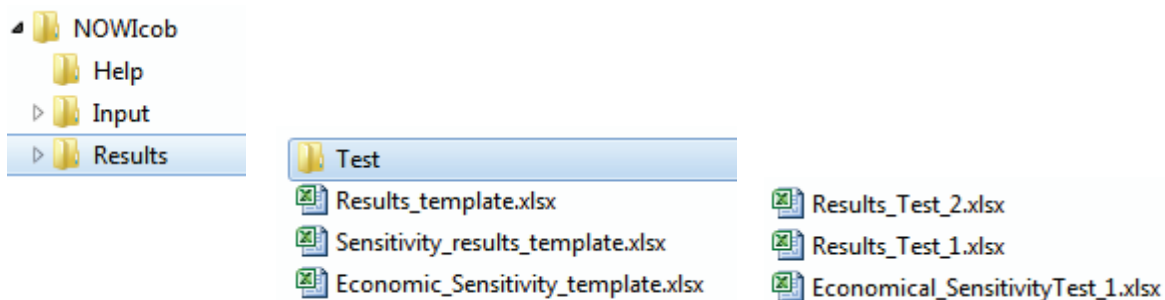 NOWIcob
Help
Input
Results
Test
Results_template.xlsx
Sensitivity_results_template.xlsx
Economic_Sensitivity_template.xlsx
Results_Test_2.xlsx
Results_Test_1.xlsx
Economical_SensitivityTest_1.xlsx